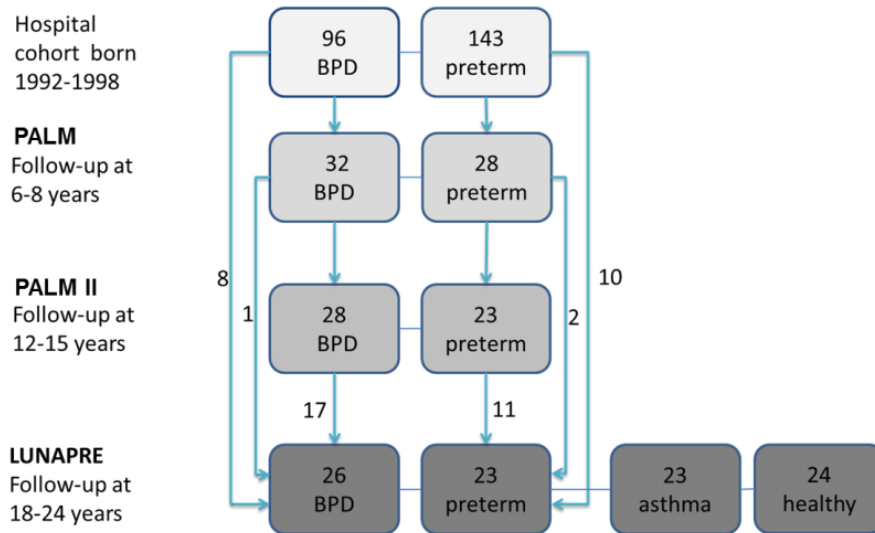 Hospital
cohort born
1992-1998
96
BPD
143
preterm
PALM
Follow-up at
6-8 years
32
BPD
28
preterm
8
1
10
2
PALM II
Follow-up at
12-15 years
28
BPD
23
preterm
17
11
LUNAPRE
Follow-up at
18-24 years
26
BPD
23
preterm
23
asthma
24
healthy